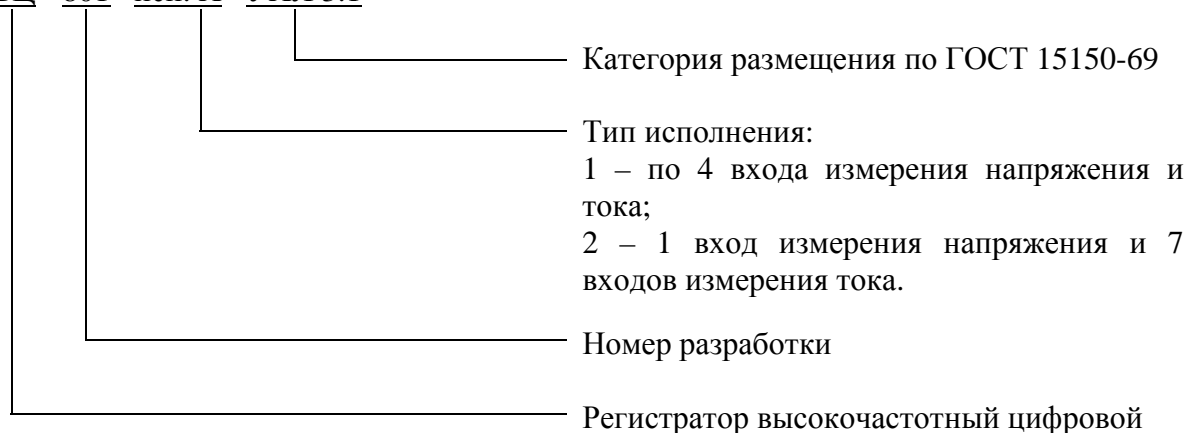 Категория размещения по ГОСТ 15150-69
Тип исполнения:
1 – по 4 входа измерения напряжения и
тока;
2 – 1 вход измерения напряжения и 7
входов измерения тока.
Номер разработки
Регистратор высокочастотный цифровой